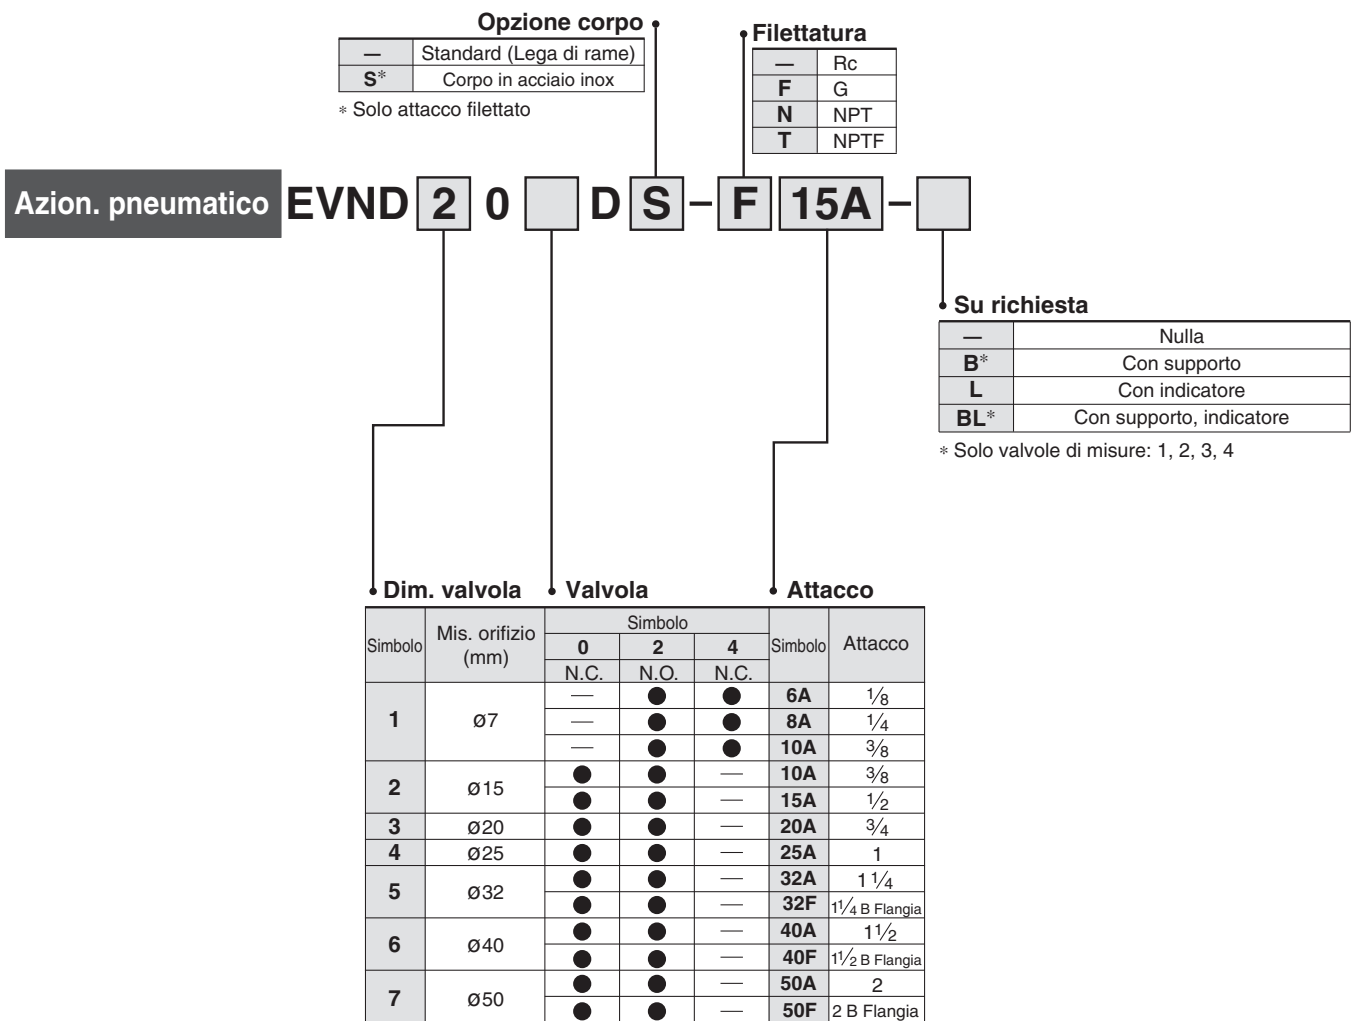 Opzione corpo
— Standard (Lega di rame)
S* Corpo in acciaio inox
* Solo attacco filettato
Filettatura
— Rc
F G
N NPT
T NPTF
Azion. pneumatico EVND 2 0 D S – F 15A –
Su richiesta
— Nulla
B* Con supporto
L Con indicatore
BL* Con supporto, indicatore
* Solo valvole di misure: 1, 2, 3, 4
Dim. valvola Valvola Attacco
Simbolo Mis. orifizio (mm) Simbolo Simbolo Attacco
0 2 4
N.C. N.O. N.C.
1 ø7 — ● ● 6A 1/8
— ● ● 8A 1/4
— ● ● 10A 3/8
2 ø15 ● ● — 10A 3/8
● ● — 15A 1/2
3 ø20 ● ● — 20A 3/4
4 ø25 ● ● — 25A 1
5 ø32 ● ● — 32A 1 1/4
● ● — 32F 1 1/4 B Flangia
6 ø40 ● ● — 40A 1 1/2
● ● — 40F 1 1/2 B Flangia
7 ø50 ● ● — 50A 2
● ● — 50F 2 B Flangia